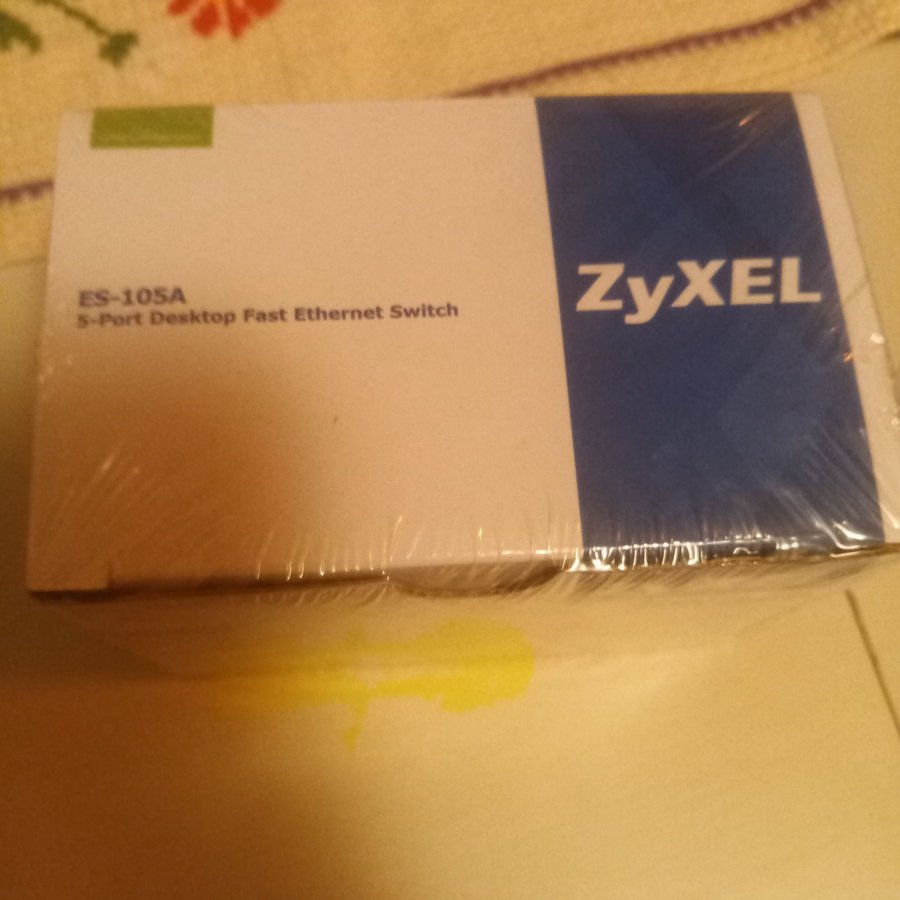 ES-105A
5-Port Desktop Fast Ethernet Switch
ZyXEL